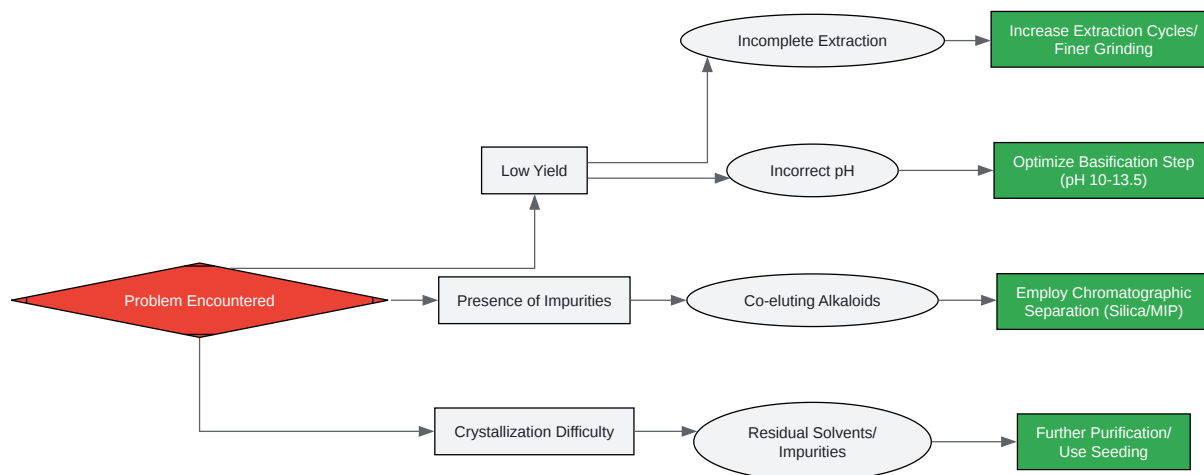 Incomplete Extraction
Increase Extraction Cycles/
Finer Grinding
Low Yield
Incorrect pH
Optimize Basification Step
(pH 10-13.5)
Problem Encountered
Presence of Impurities
Co-eluting Alkaloids
Employ Chromatographic
Separation (Silica/MIP)
Crystallization Difficulty
Residual Solvents/
Impurities
Further Purification/
Use Seeding